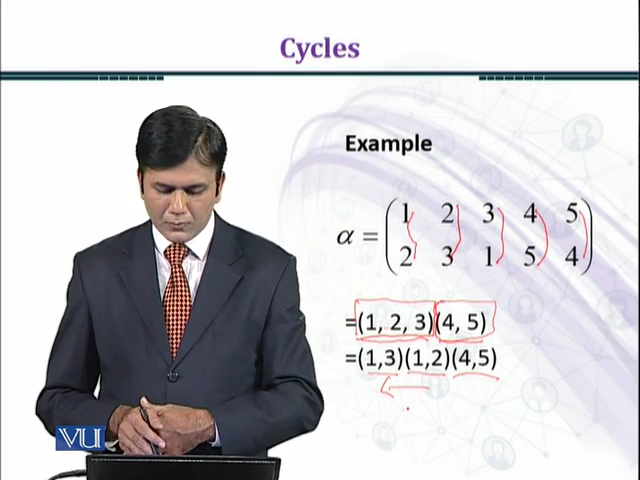 Cycles
Example
α = (1 2 3 4 5
2 3 1 5 4)
=(1, 2, 3)(4, 5)
=(1,3)(1,2)(4,5)
VU